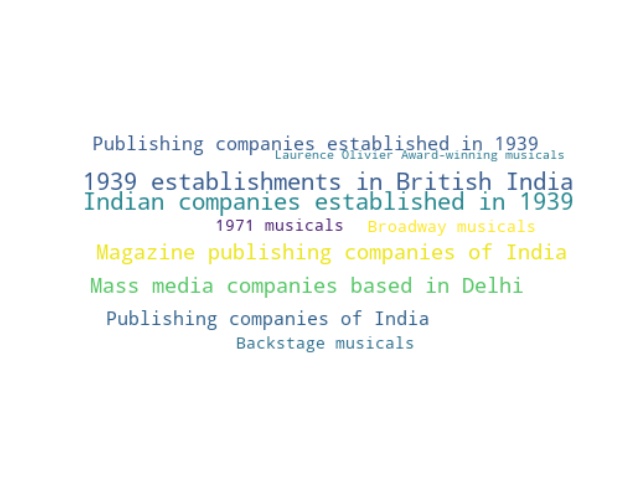 Publishing companies established in 1939
Laurence Olivier Award-winning musicals
1939 establishments in British India
Indian companies established in 1939
1971 musicals Broadway musicals
Magazine publishing companies of India
Mass media companies based in Delhi
Publishing companies of India
Backstage musicals